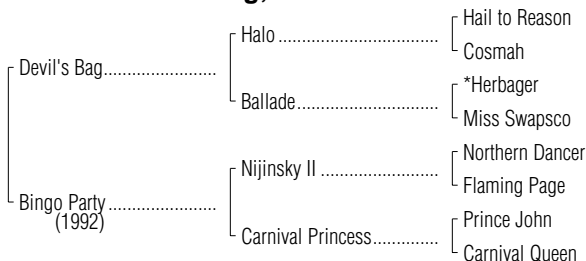 Halo
Hail to Reason
Cosmah
Devil's Bag
Ballade
*Herbager
Miss Swapsco
Nijinsky II
Northern Dancer
Flaming Page
Bingo Party
(1992)
Carnival Princess
Prince John
Carnival Queen